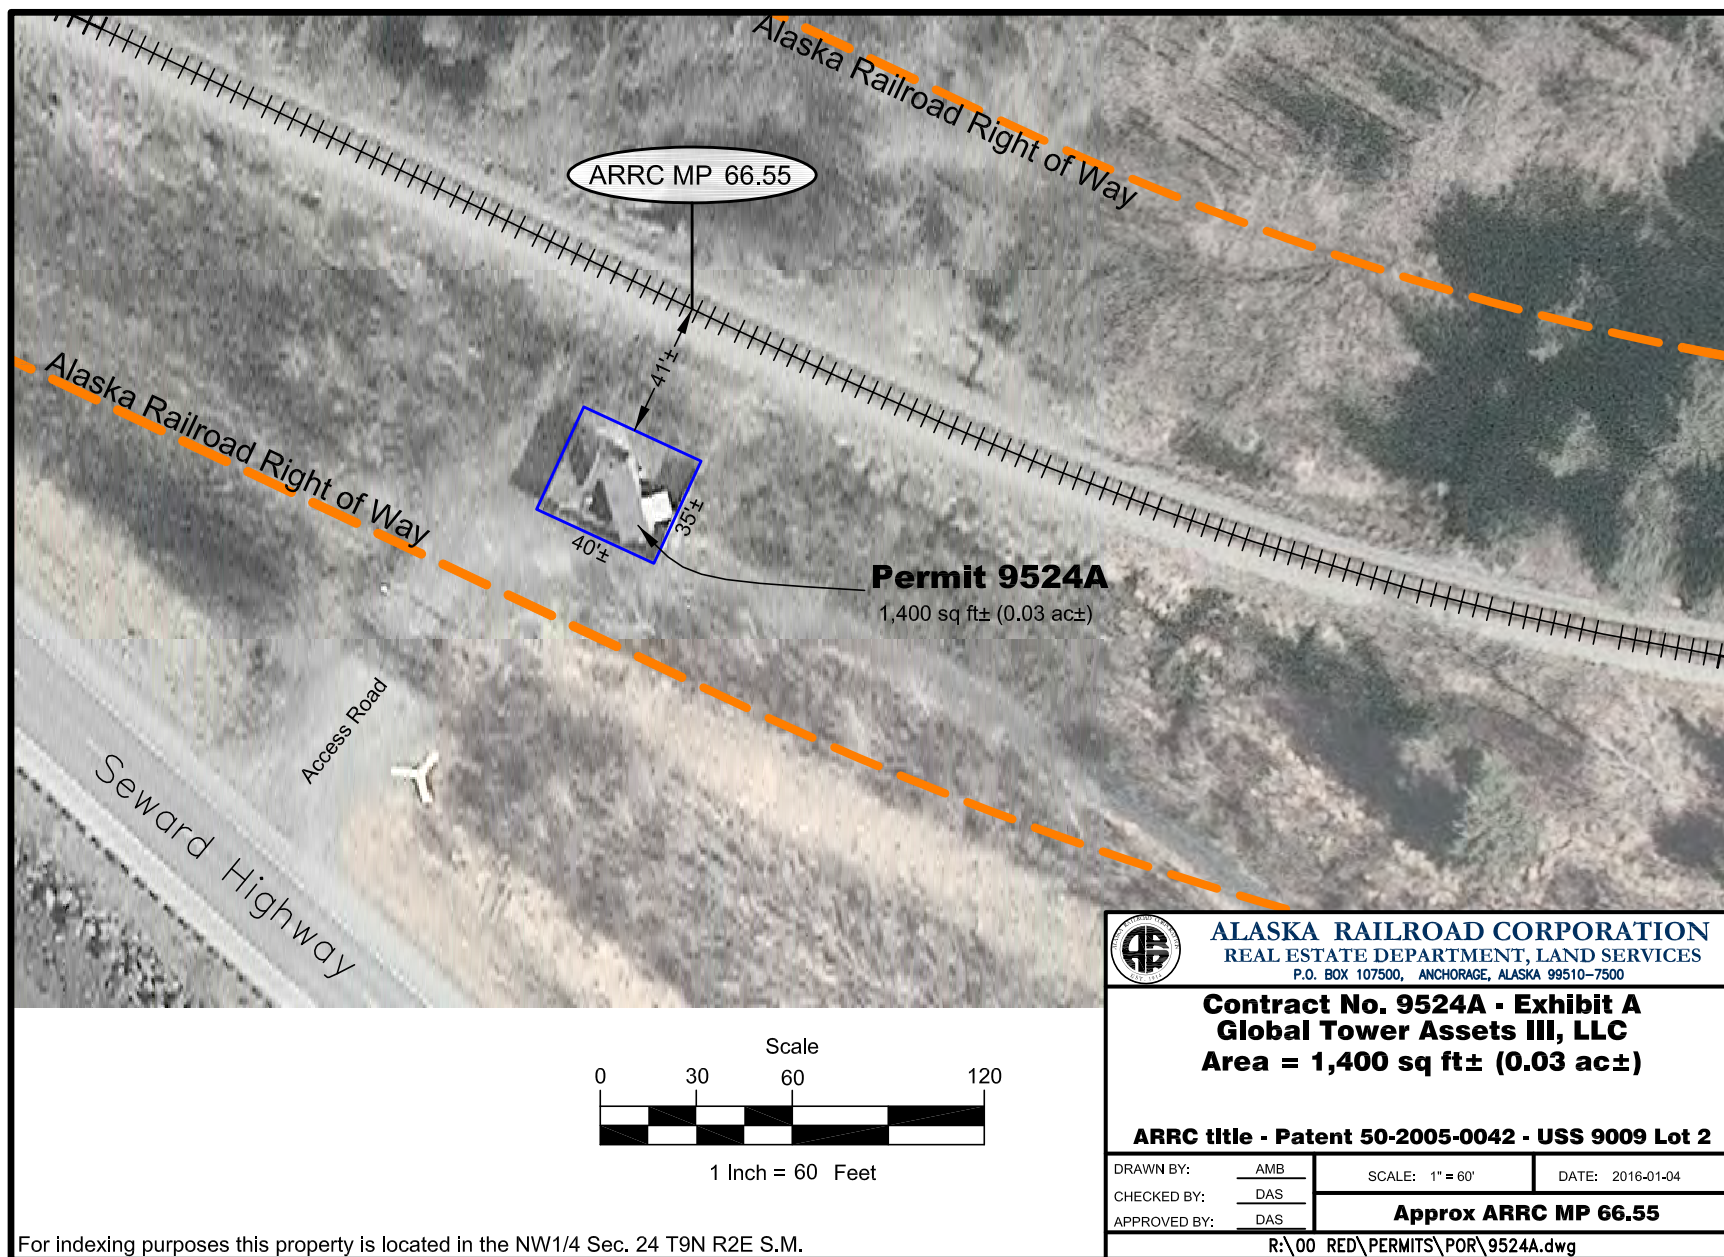 Alaska Railroad Right of Way
ARRC MP 66.55
41'±
Alaska Railroad Right of Way
35'±
40'±
Permit 9524A
1,400 sq ft± (0.03 ac±)
Access Road
Seward Highway
Scale
0 30 60 120
1 Inch = 60 Feet
For indexing purposes this property is located in the NW1/4 Sec. 24 T9N R2E S.M.
ALASKA RAILROAD CORPORATION
REAL ESTATE DEPARTMENT, LAND SERVICES
P.O. BOX 107500, ANCHORAGE, ALASKA 99510-7500
Contract No. 9524A - Exhibit A
Global Tower Assets III, LLC
Area = 1,400 sq ft± (0.03 ac±)
ARRC title - Patent 50-2005-0042 - USS 9009 Lot 2
DRAWN BY: AMB
CHECKED BY: DAS
APPROVED BY: DAS
SCALE: 1" = 60'
DATE: 2016-01-04
Approx ARRC MP 66.55
R:\00 RED\PERMITS\POR\9524A.dwg